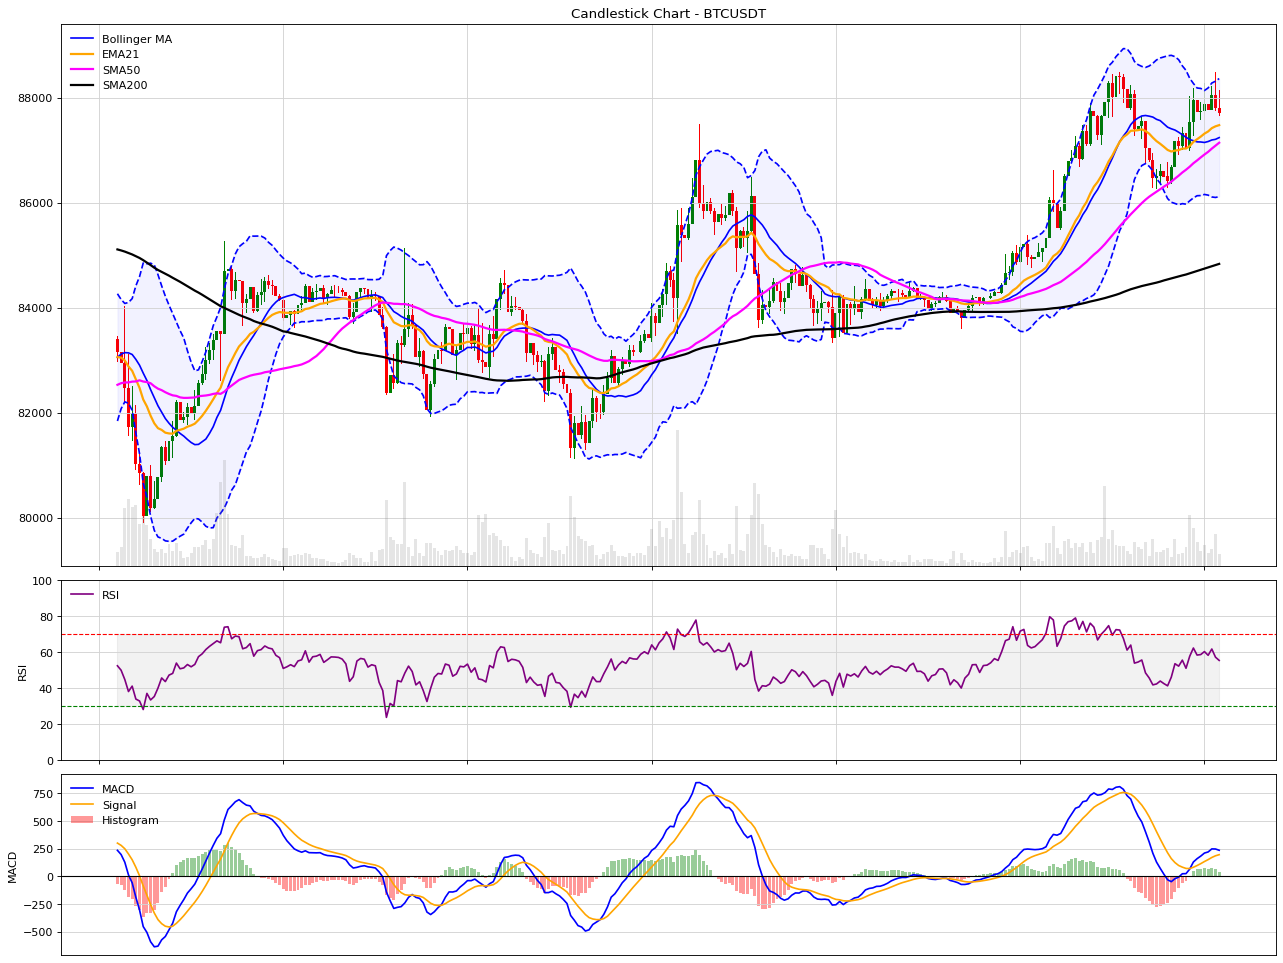 Candlestick Chart - BTCUSDT
Bollinger MA
EMA21
SMA50
SMA200
88000
86000
84000
82000
80000
RSI
100
80
60
40
20
0
RSI
MACD
Signal
Histogram
750
500
250
0
−250
−500
MACD